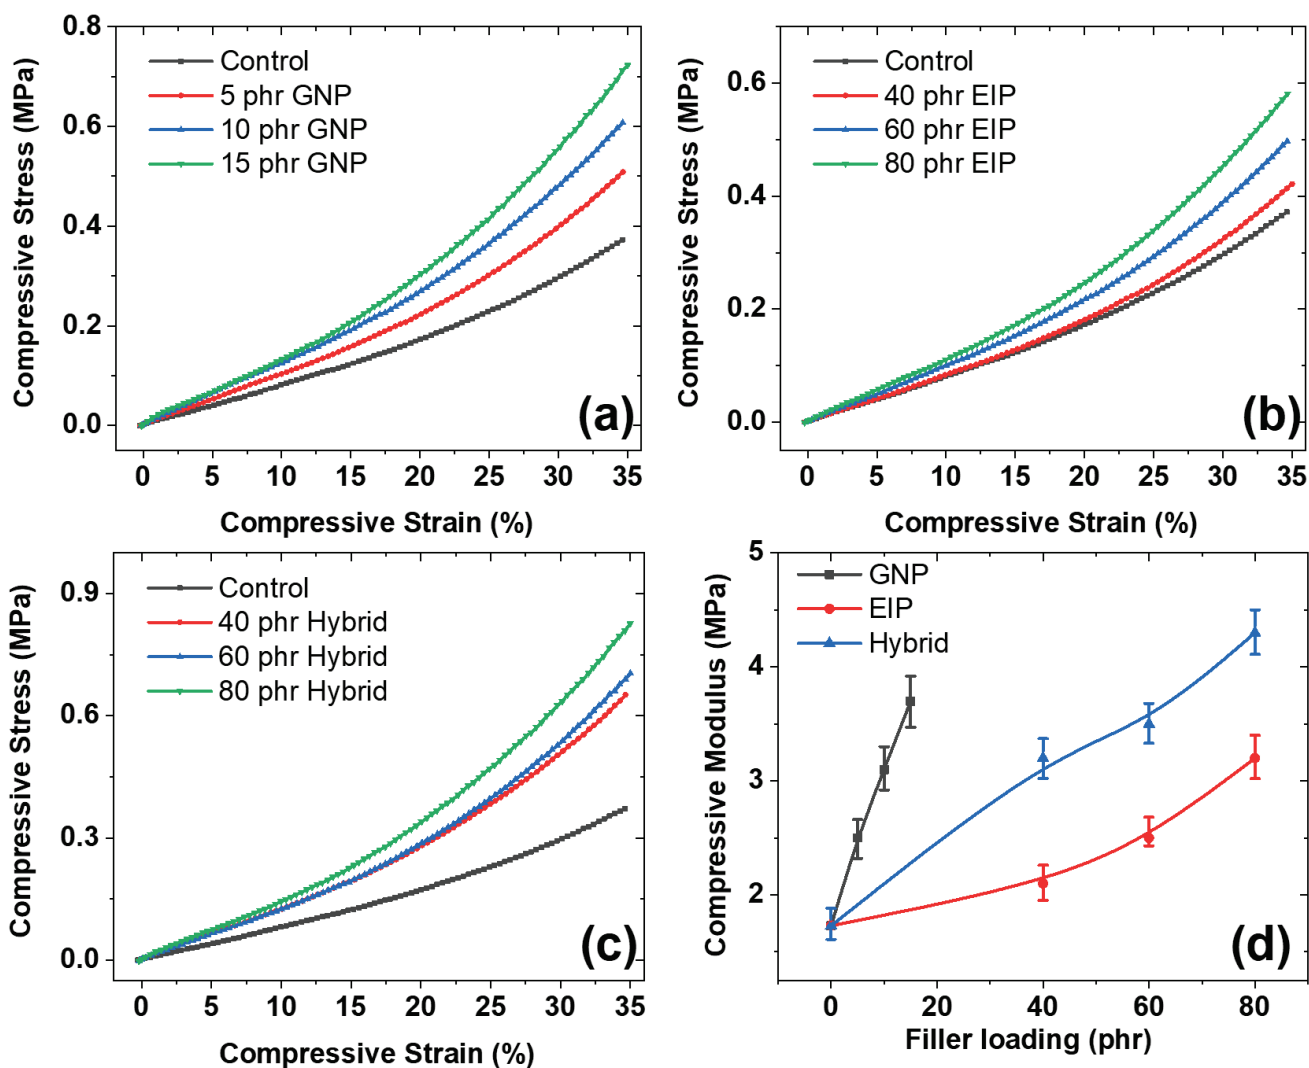 0.8
0.6
0.4
0.2
0.0
Compressive Stress (MPa)
Control
5 phr GNP
10 phr GNP
15 phr GNP
(a)
0 5 10 15 20 25 30 35
Compressive Strain (%)
0.6
0.4
0.2
0.0
Compressive Stress (MPa)
Control
40 phr EIP
60 phr EIP
80 phr EIP
(b)
0 5 10 15 20 25 30 35
Compressive Strain (%)
0.9
0.6
0.3
0.0
Compressive Stress (MPa)
Control
40 phr Hybrid
60 phr Hybrid
80 phr Hybrid
(c)
0 5 10 15 20 25 30 35
Compressive Strain (%)
5
4
3
2
Compressive Modulus (MPa)
GNP
EIP
Hybrid
(d)
0 20 40 60 80
Filler loading (phr)